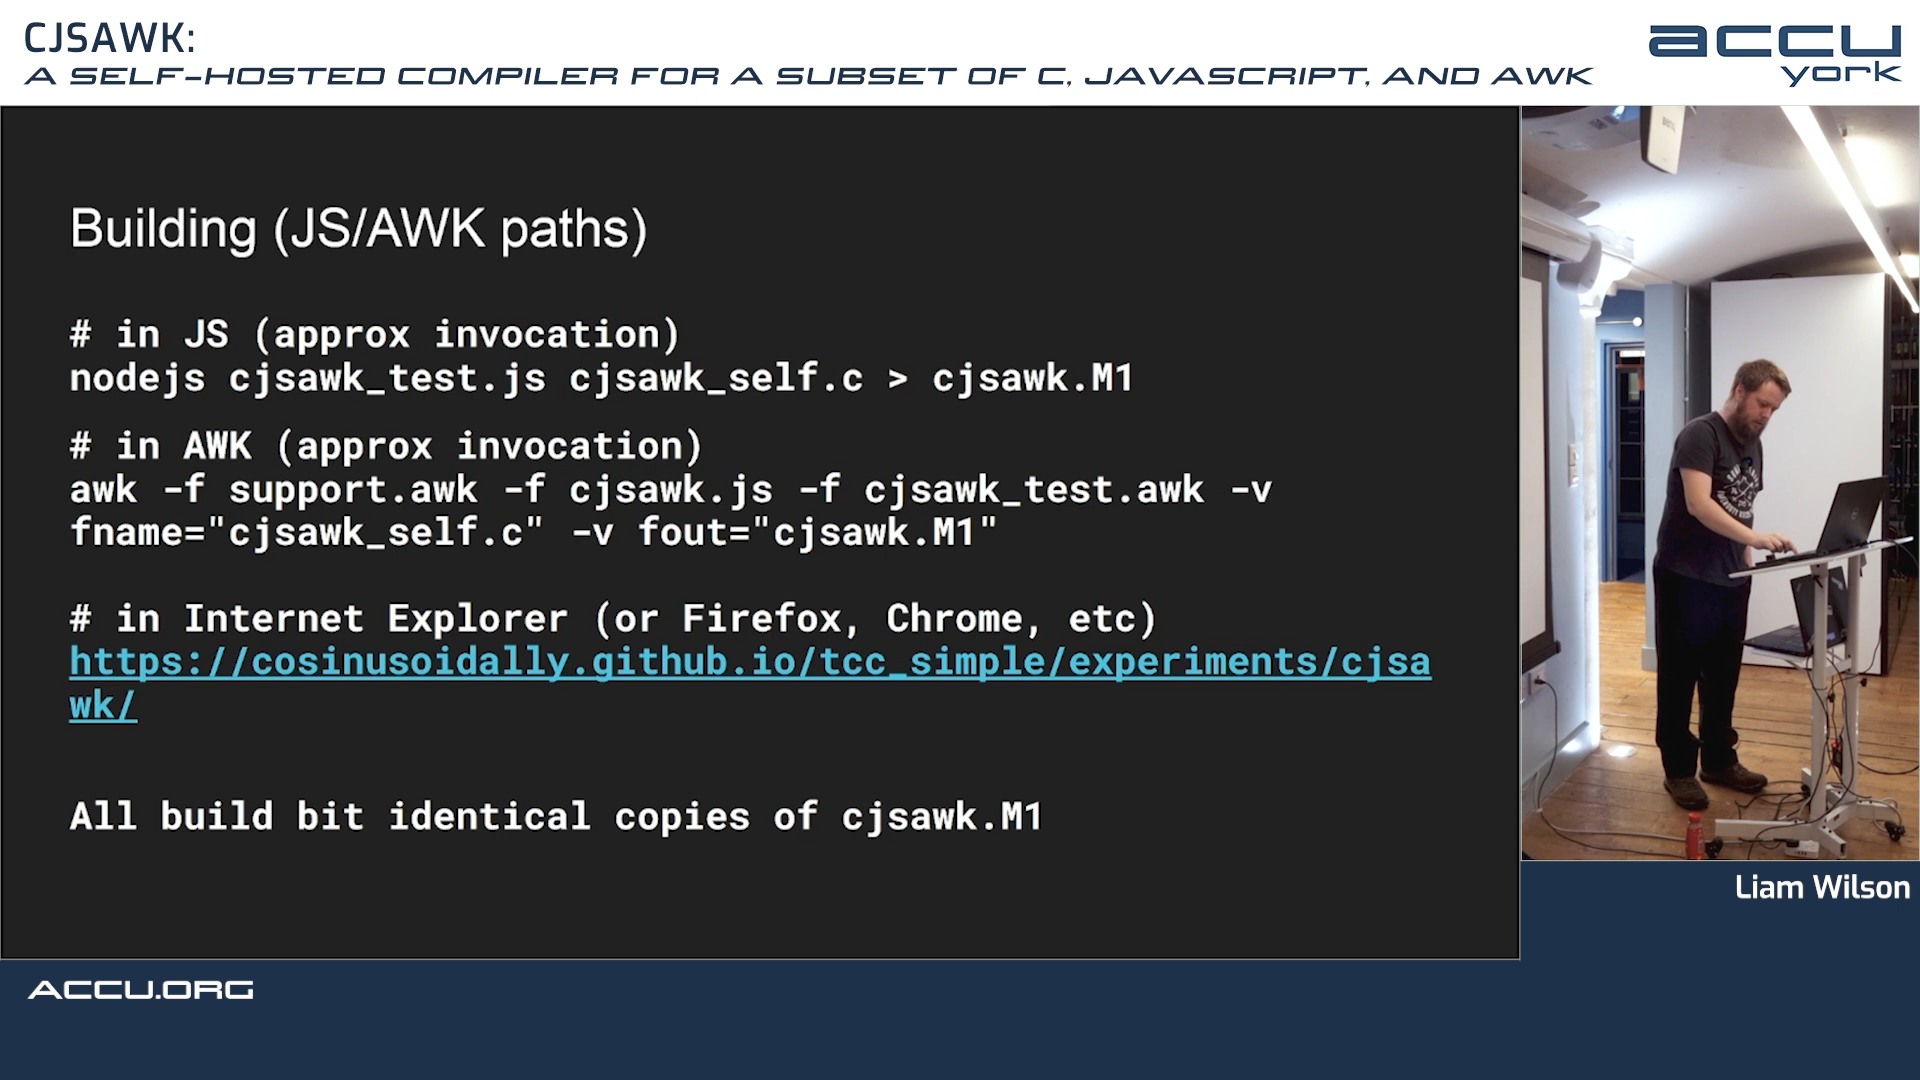 CJSAWK:
A SELF-HOSTED COMPILER FOR A SUBSET OF C, JAVASCRIPT, AND AWK
accu
york
Building (JS/AWK paths)
# in JS (approx invocation)
nodejs cjsawk_test.js cjsawk_self.c > cjsawk.M1
# in AWK (approx invocation)
awk -f support.awk -f cjsawk.js -f cjsawk_test.awk -v
fname="cjsawk_self.c" -v fout="cjsawk.M1"
# in Internet Explorer (or Firefox, Chrome, etc)
https://cosinusoidally.github.io/tcc_simple/experiments/cjsa
wk/
All build bit identical copies of cjsawk.M1
Liam Wilson
ACCU.ORG